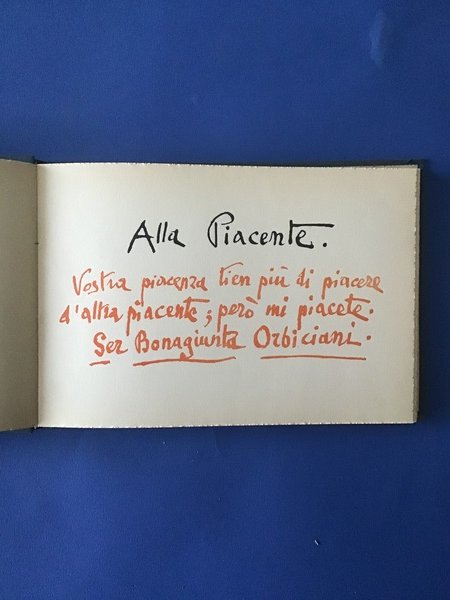 Alla Piacente.
Vostra piacenza tien più di piacere
d'altra piacente; però mi piacete.
Ser Bonagiunta Orbiciani.